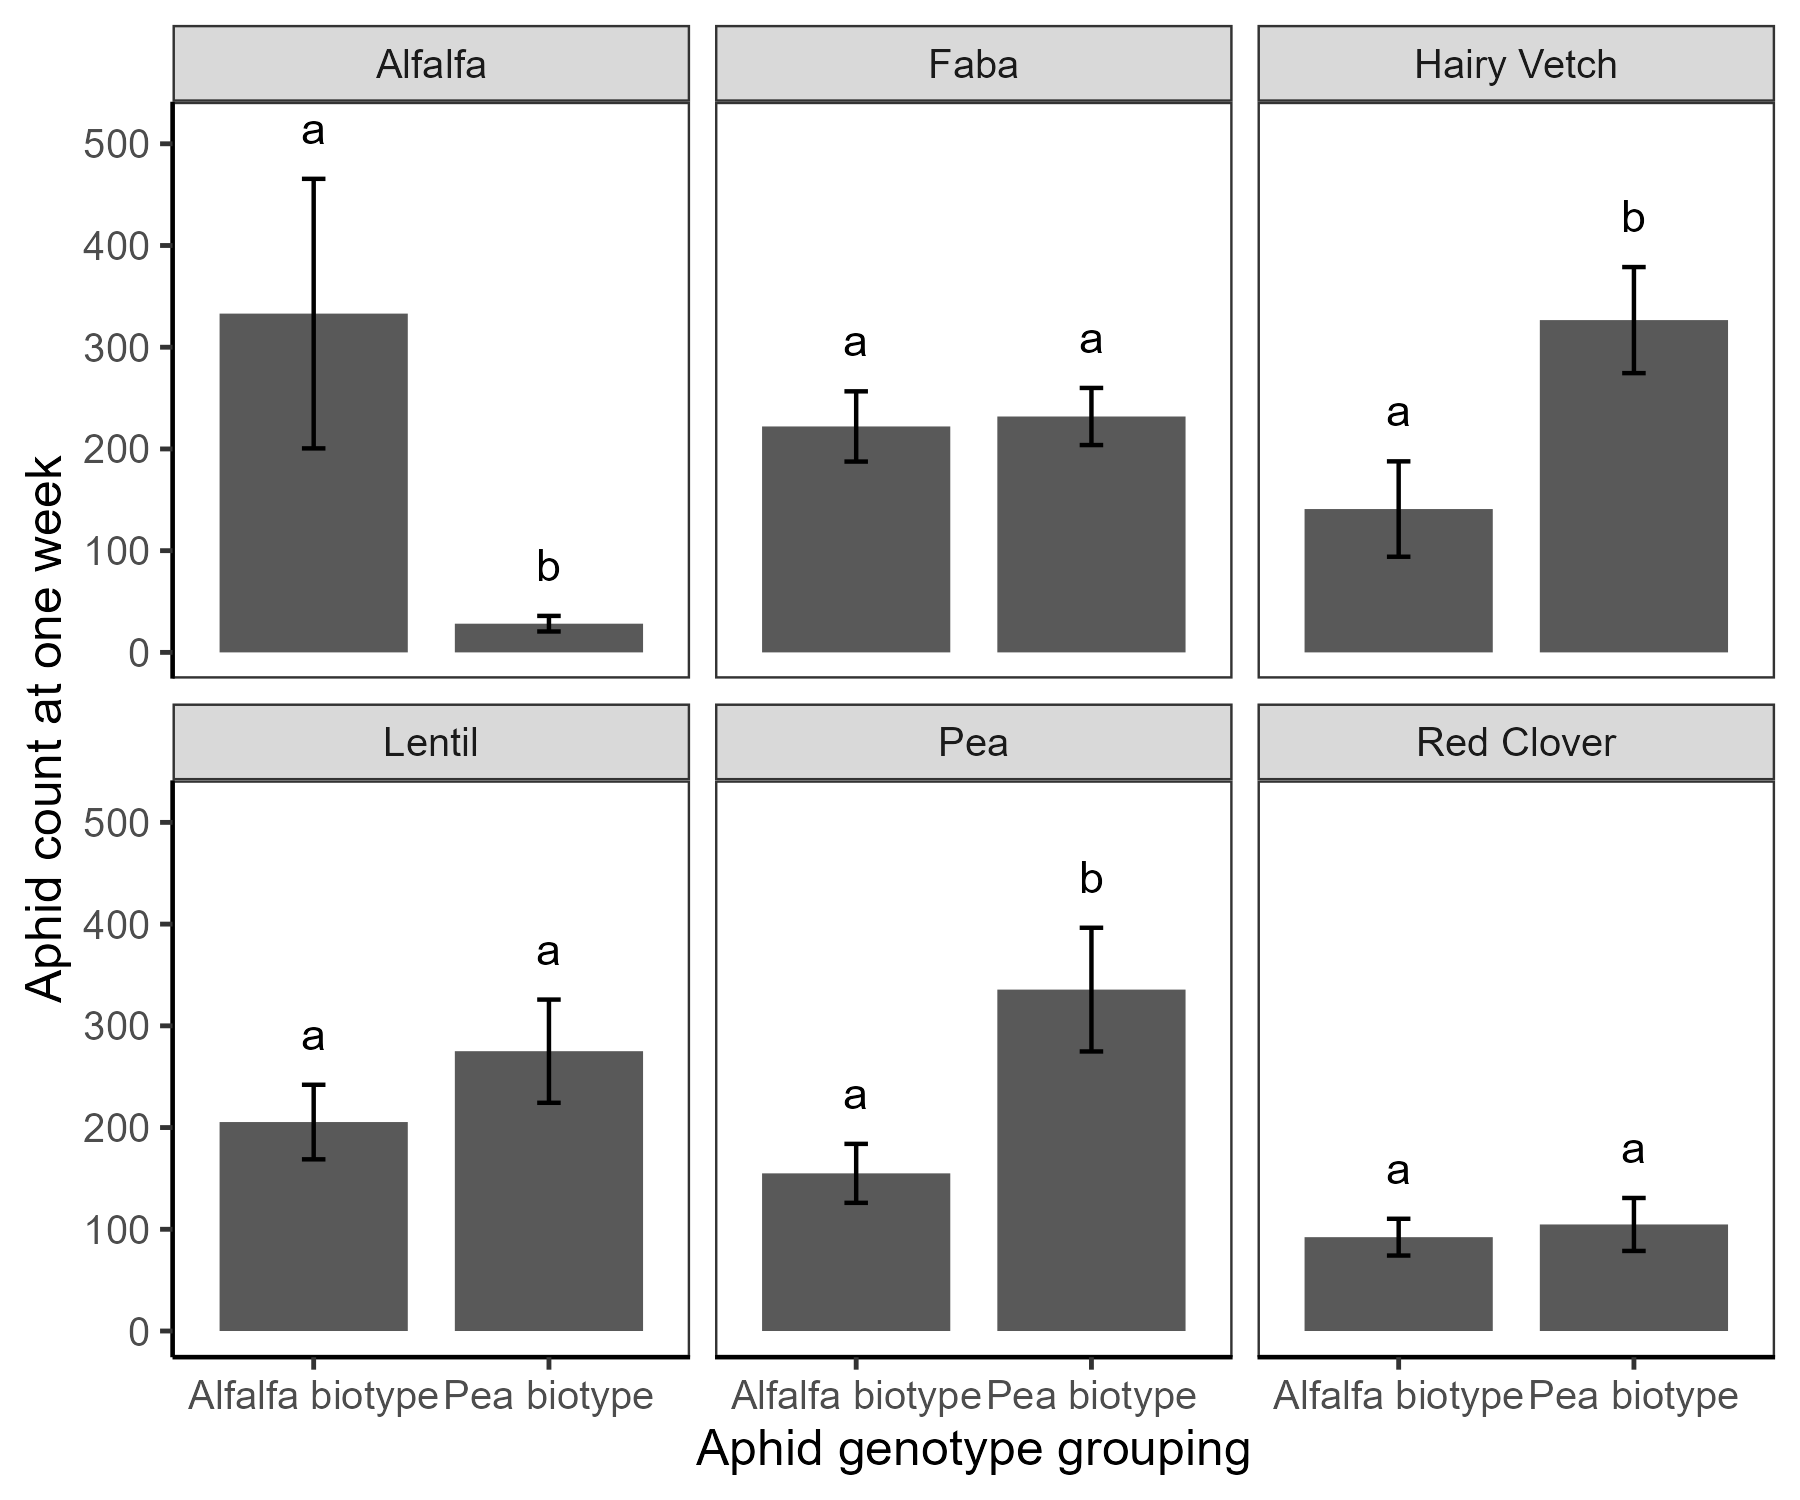 Alfalfa
Faba
Hairy Vetch
Aphid count at one week
500
400
300
200
100
0
a
b
a
a
a
b
Lentil
Pea
Red Clover
500
400
300
200
100
0
a
a
a
b
a
a
Alfalfa biotype Pea biotype
Alfalfa biotype Pea biotype
Alfalfa biotype Pea biotype
Aphid genotype grouping